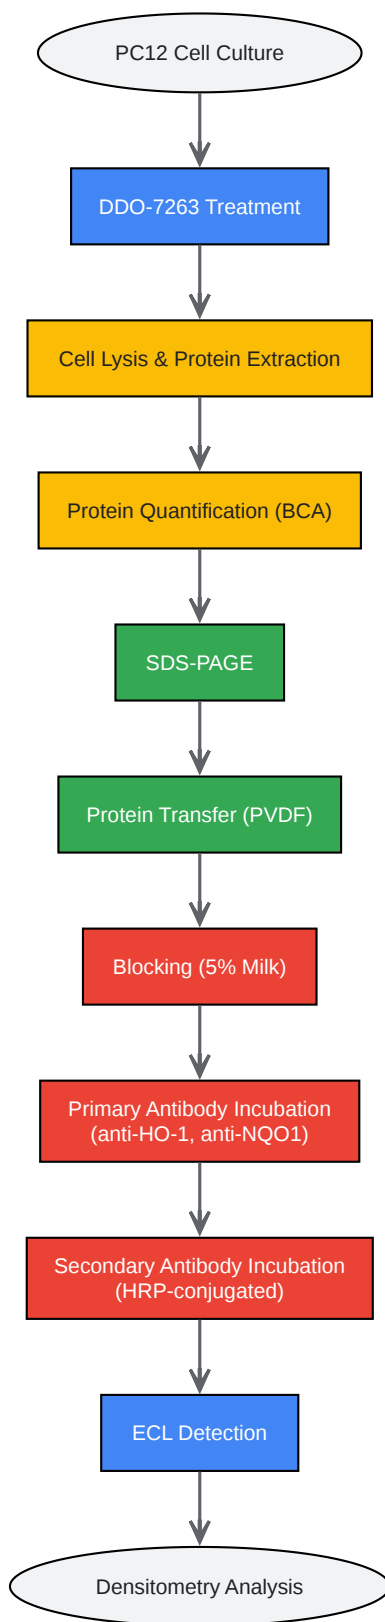 PC12 Cell Culture
DDO-7263 Treatment
Cell Lysis & Protein Extraction
Protein Quantification (BCA)
SDS-PAGE
Protein Transfer (PVDF)
Blocking (5% Milk)
Primary Antibody Incubation
(anti-HO-1, anti-NQO1)
Secondary Antibody Incubation
(HRP-conjugated)
ECL Detection
Densitometry Analysis